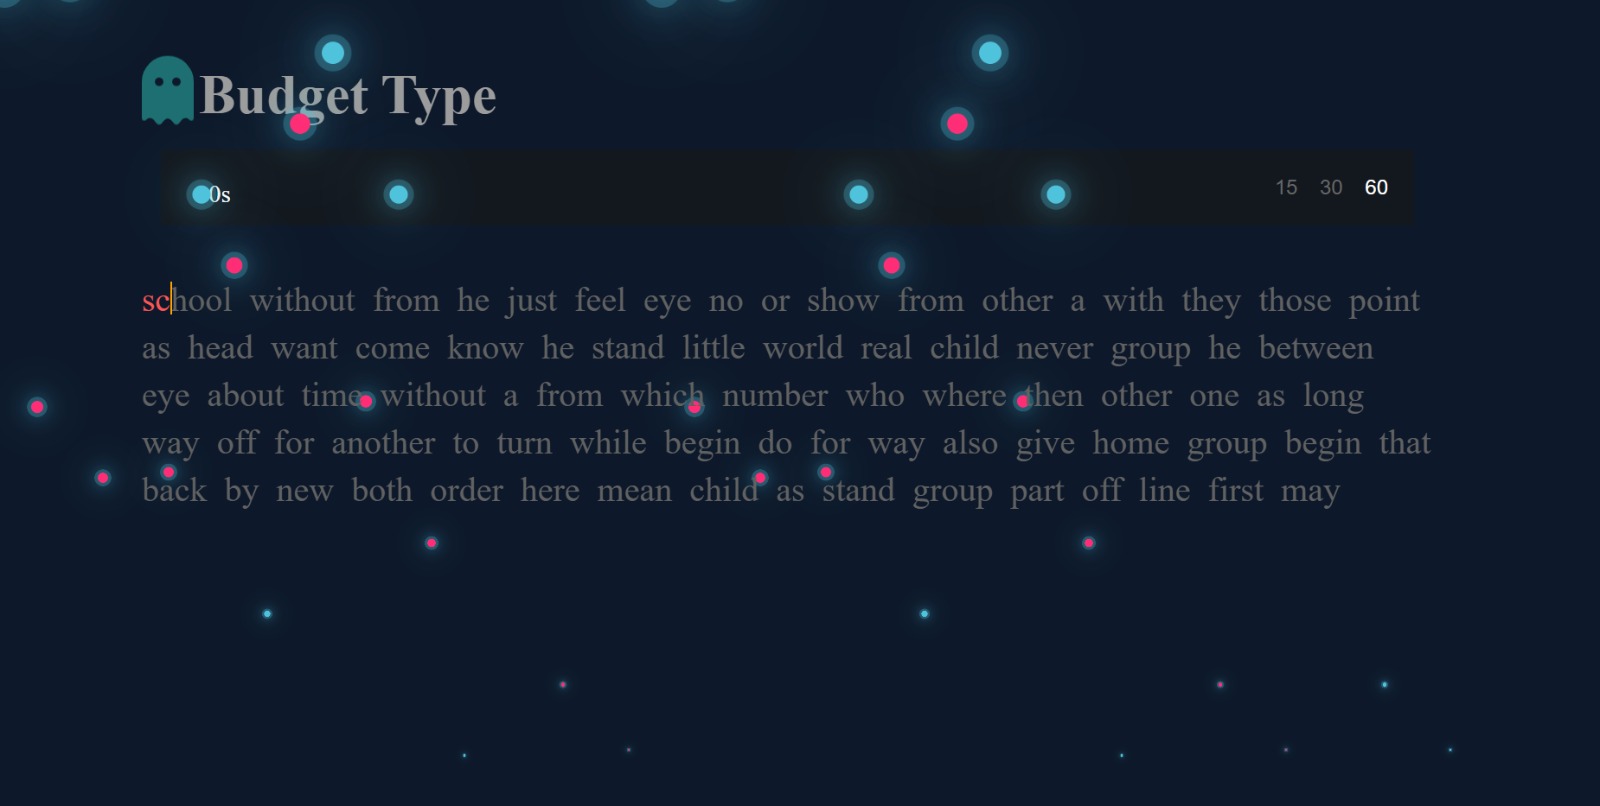 Budget Type
0s
15 30 60
school without from he just feel eye no or show from other a with they those point
as head want come know he stand little world real child never group he between
eye about time without a from which number who where then other one as long
way off for another to turn while begin do for way also give home group begin that
back by new both order here mean child as stand group part off line first may